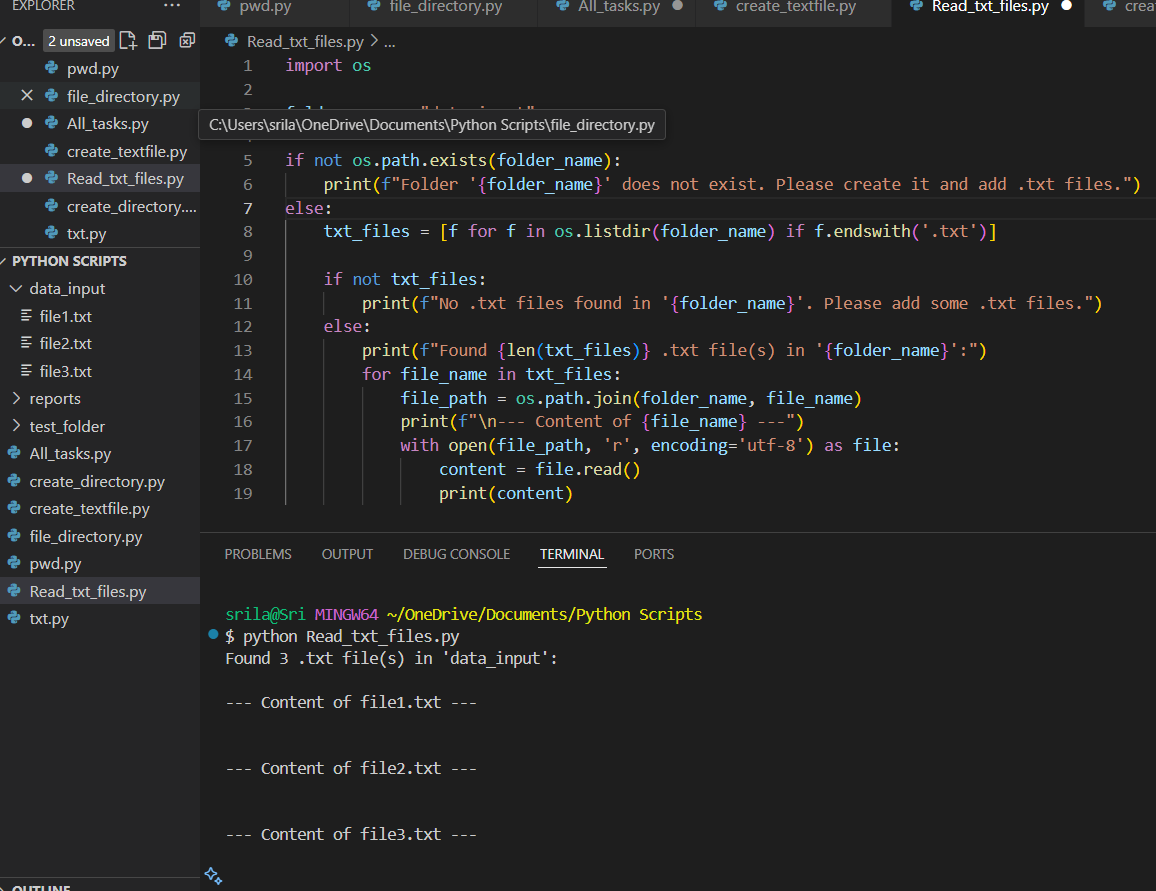 EXPLORER ···
pwd.py file_directory.py All_tasks.py create_textfile.py Read_txt_files.py
O... 2 unsaved
pwd.py
file_directory.py
All_tasks.py
create_textfile.py
Read_txt_files.py
create_directory....
txt.py
PYTHON SCRIPTS
data_input
file1.txt
file2.txt
file3.txt
reports
test_folder
All_tasks.py
create_directory.py
create_textfile.py
file_directory.py
pwd.py
Read_txt_files.py
txt.py
OUTLINE
Read_txt_files.py > ...
1 import os
2
C:\Users\srila\OneDrive\Documents\Python Scripts\file_directory.py
5 if not os.path.exists(folder_name):
6 print(f"Folder '{folder_name}' does not exist. Please create it and add .txt files.")
7 else:
8 txt_files = [f for f in os.listdir(folder_name) if f.endswith('.txt')]
9
10 if not txt_files:
11 print(f"No .txt files found in '{folder_name}'. Please add some .txt files.")
12 else:
13 print(f"Found {len(txt_files)} .txt file(s) in '{folder_name}':")
14 for file_name in txt_files:
15 file_path = os.path.join(folder_name, file_name)
16 print(f"\n--- Content of {file_name} ---")
17 with open(file_path, 'r', encoding='utf-8') as file:
18 content = file.read()
19 print(content)
PROBLEMS OUTPUT DEBUG CONSOLE TERMINAL PORTS
srila@Sri MINGW64 ~/OneDrive/Documents/Python Scripts
$ python Read_txt_files.py
Found 3 .txt file(s) in 'data_input':
--- Content of file1.txt ---
--- Content of file2.txt ---
--- Content of file3.txt ---